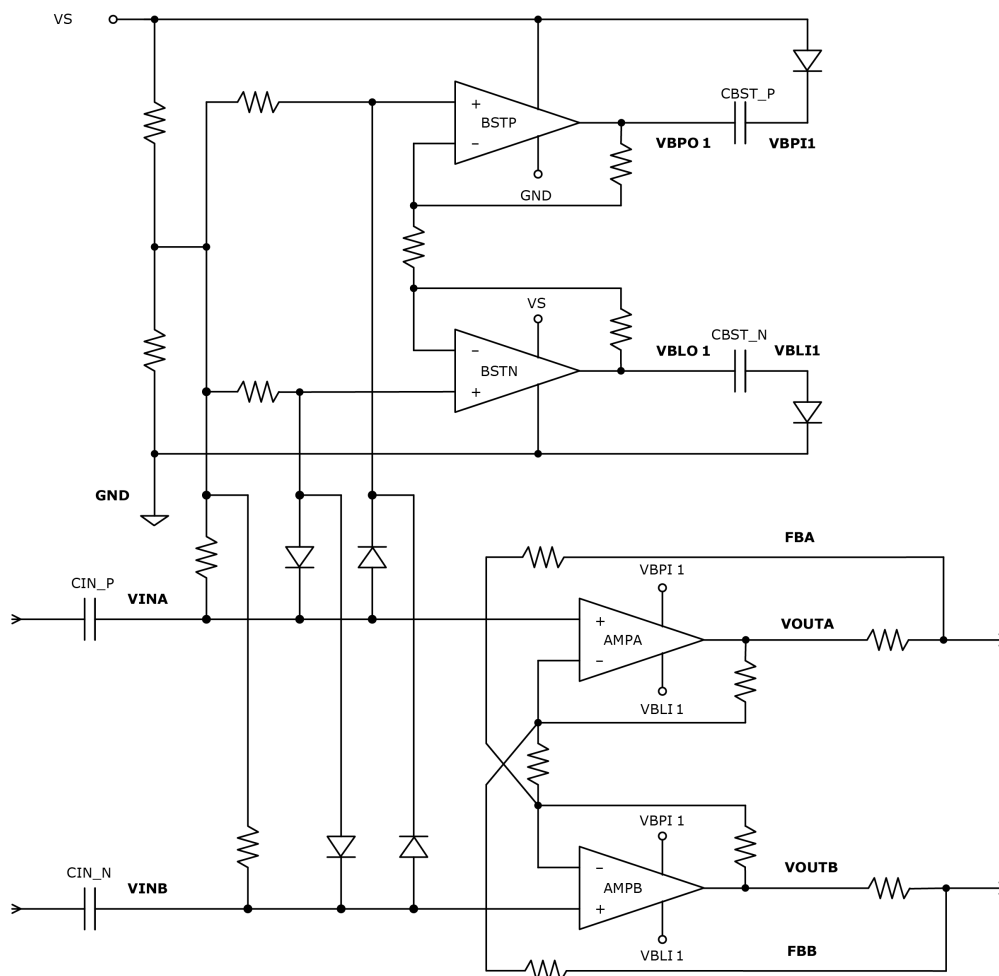 VS
CBST_P
+
BSTP
−
VBPO 1
VBPI1
GND
VS
CBST_N
−
VBLO 1
VBLI1
BSTN
+
GND
FBA
VBPI 1
CIN_P
VINA
+
AMPA
VOUTA
−
VBLI 1
VBPI 1
−
VOUTB
CIN_N
VINB
AMPB
+
VBLI 1
FBB